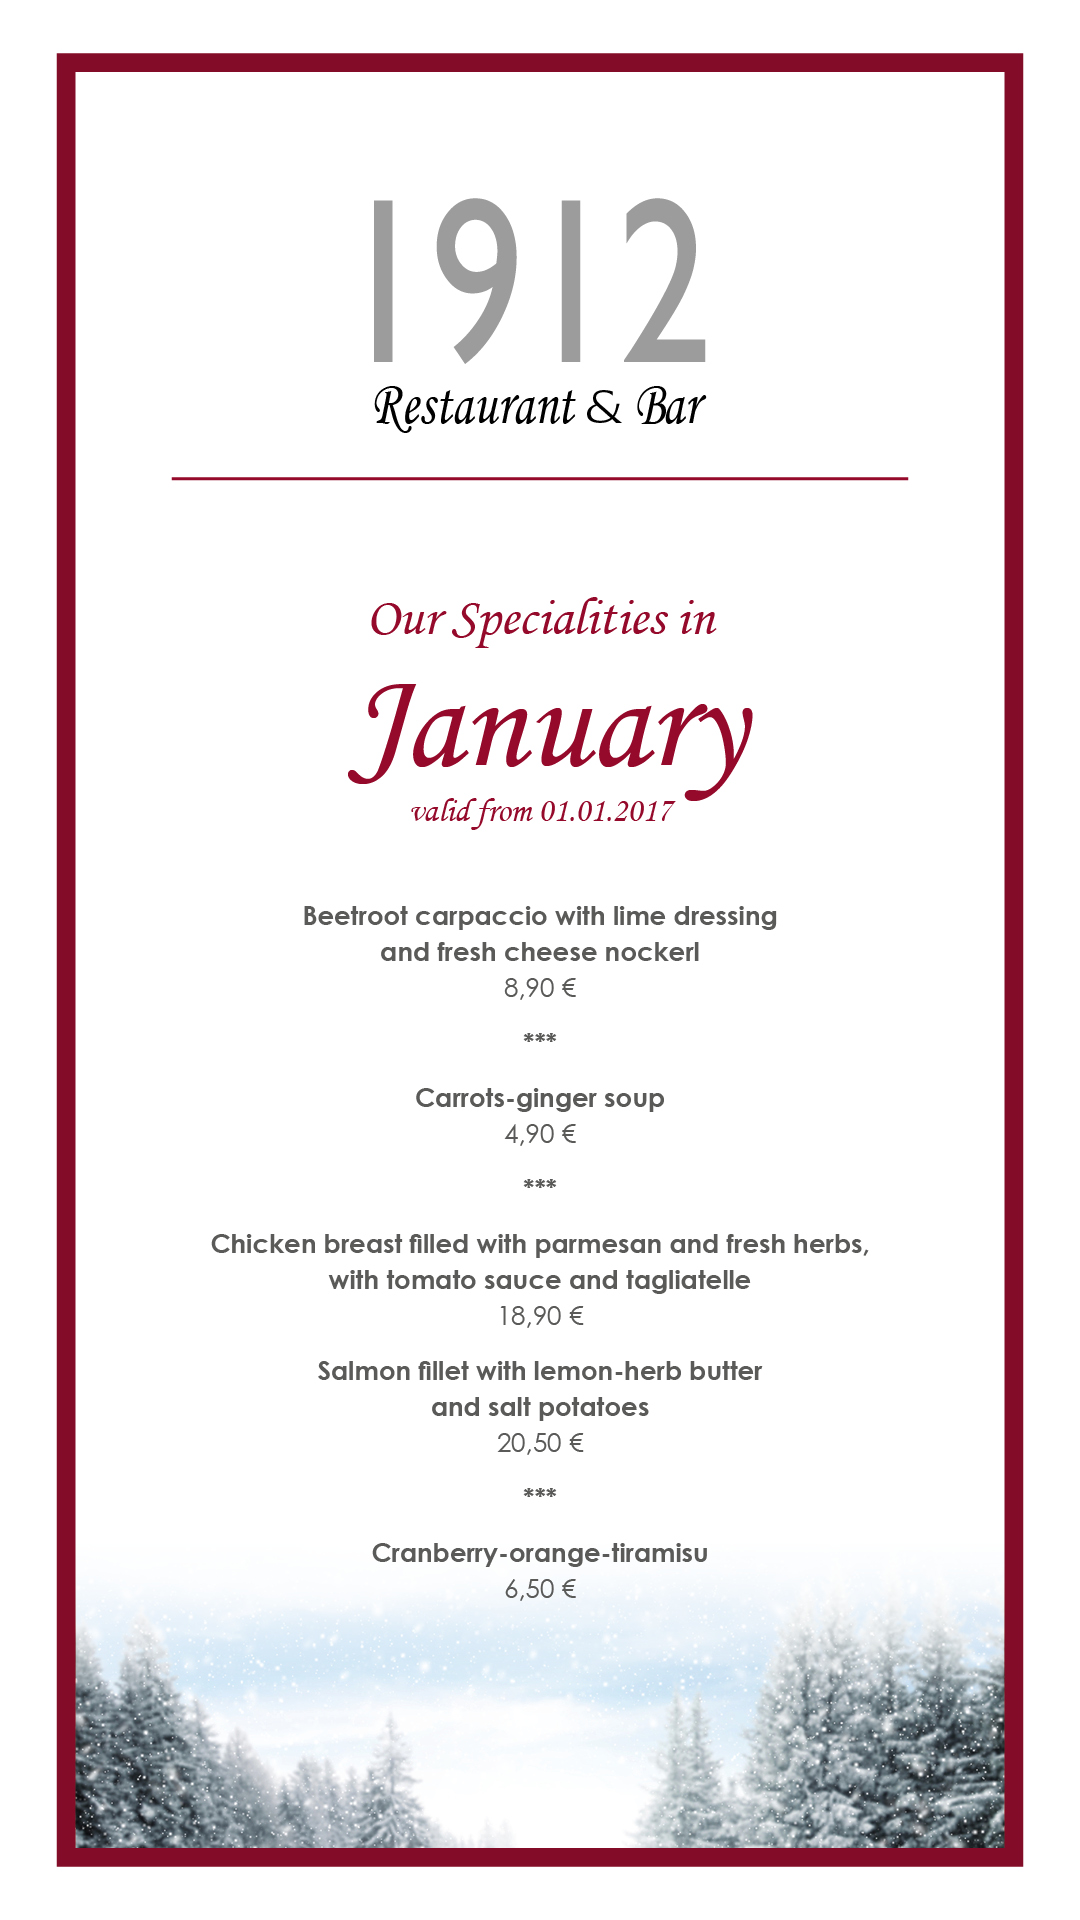 1912
Restaurant & Bar
Our Specialities in
January
valid from 01.01.2017
Beetroot carpaccio with lime dressing
and fresh cheese nockerl
8,90 €
***
Carrots-ginger soup
4,90 €
***
Chicken breast filled with parmesan and fresh herbs,
with tomato sauce and tagliatelle
18,90 €
Salmon fillet with lemon-herb butter
and salt potatoes
20,50 €
***
Cranberry-orange-tiramisu
6,50 €